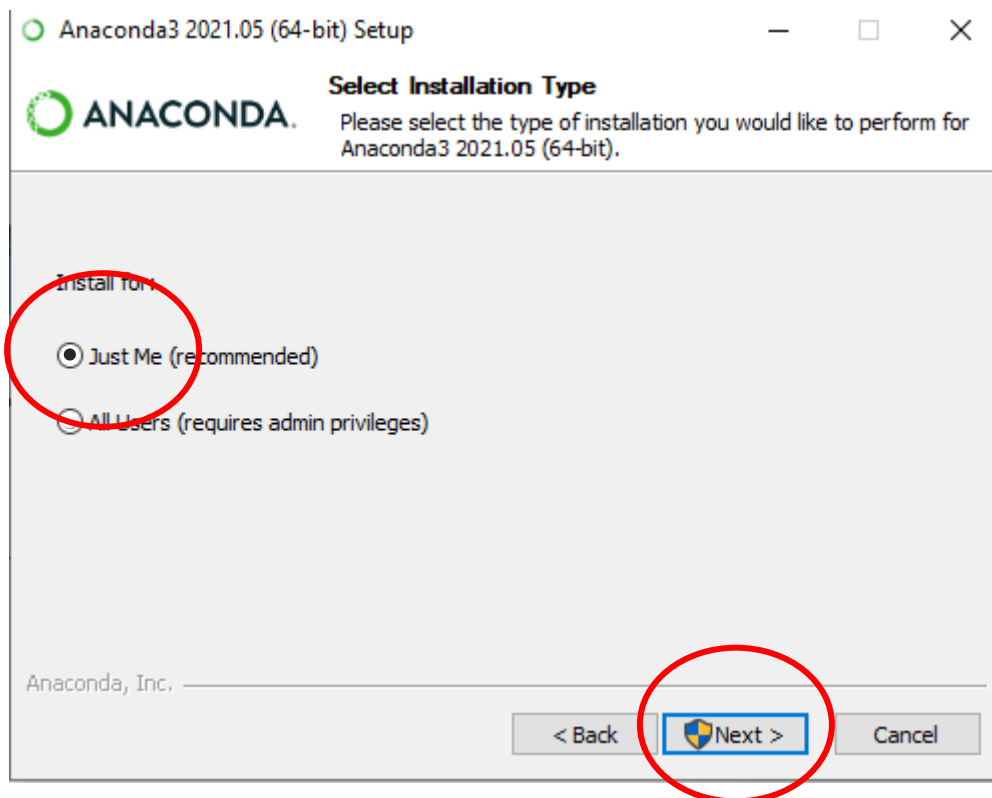 Anaconda3 2021.05 (64-bit) Setup
ANACONDA.
Select Installation Type
Please select the type of installation you would like to perform for
Anaconda3 2021.05 (64-bit).
Install for:
Just Me (recommended)
All Users (requires admin privileges)
Anaconda, Inc.
< Back
Next >
Cancel